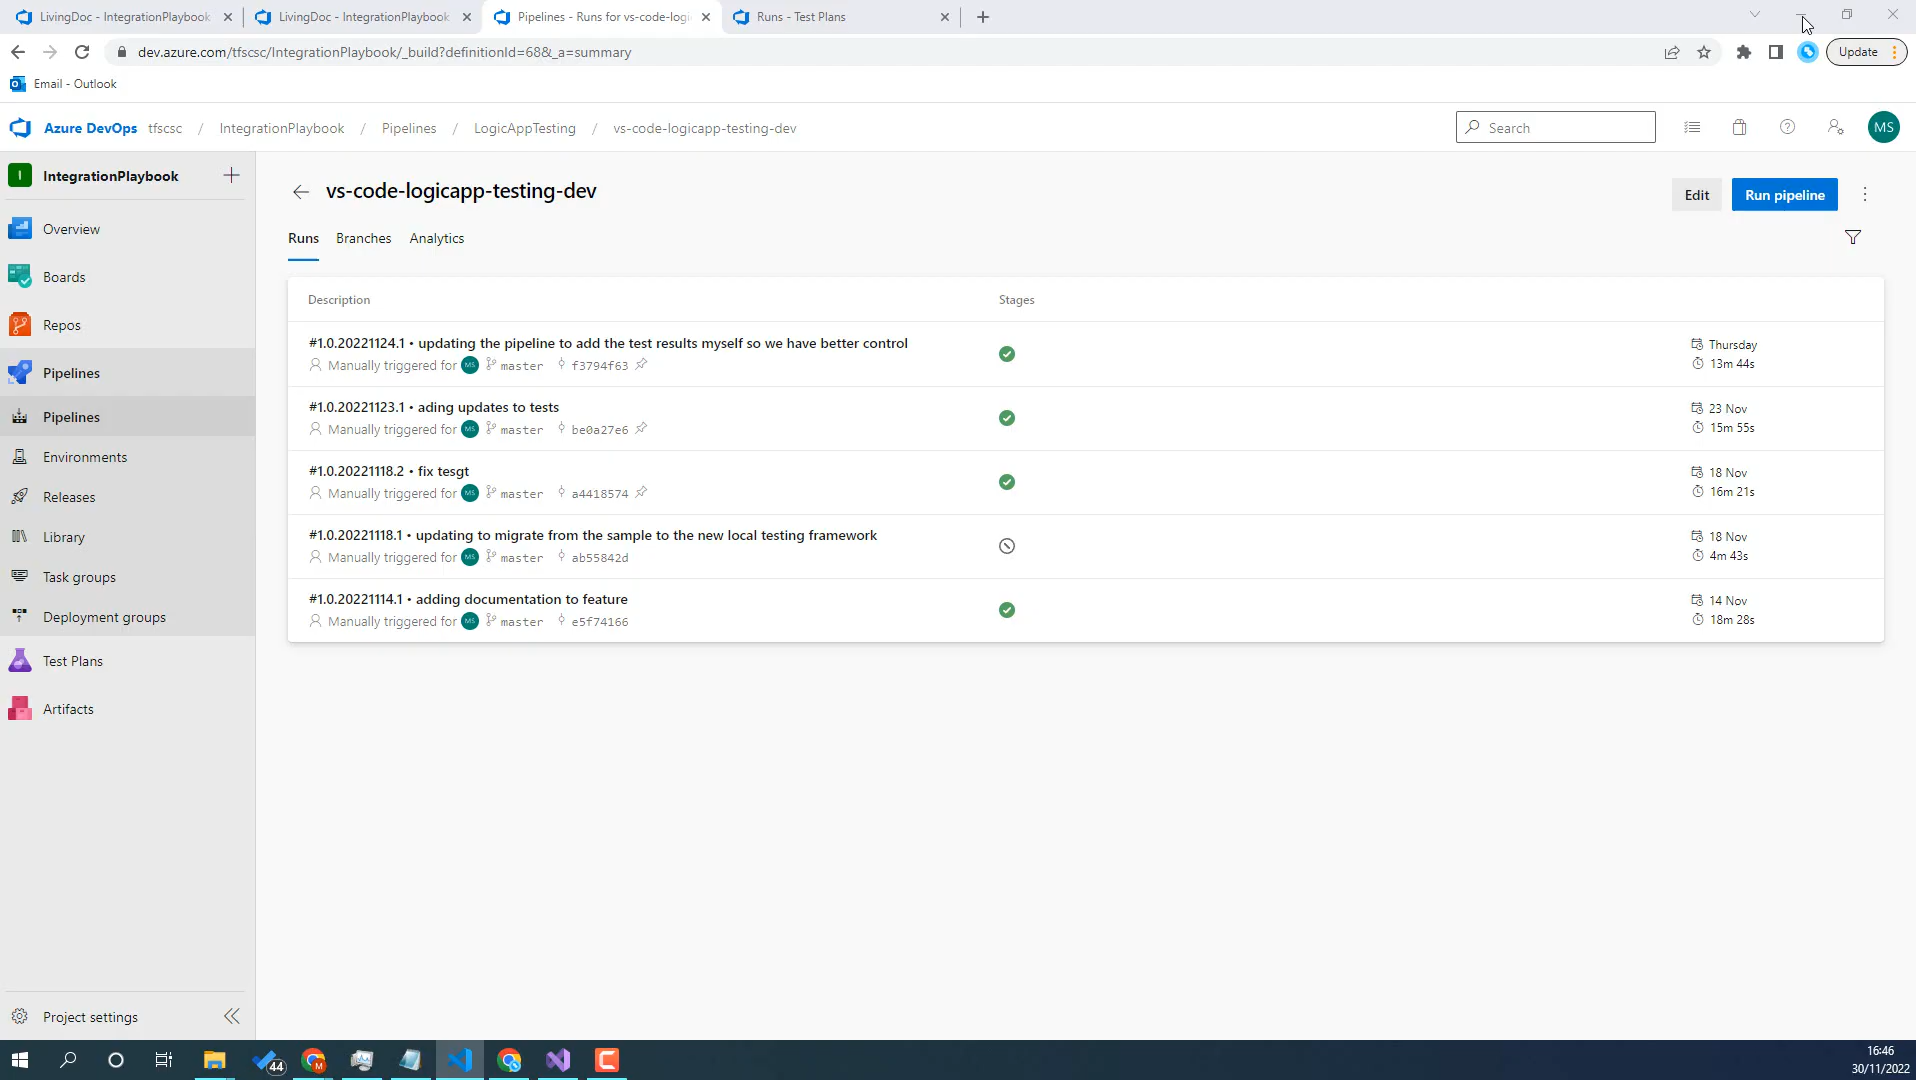 LivingDoc - IntegrationPlaybook
LivingDoc - IntegrationPlaybook
Pipelines - Runs for vs-code-logi
Runs - Test Plans
dev.azure.com/tfscsc/IntegrationPlaybook/_build?definitionId=68&_a=summary
Update
Email - Outlook
Azure DevOps tfscsc / IntegrationPlaybook / Pipelines / LogicAppTesting / vs-code-logicapp-testing-dev
Search
MS
I IntegrationPlaybook
Overview
Boards
Repos
Pipelines
Pipelines
Environments
Releases
Library
Task groups
Deployment groups
Test Plans
Artifacts
Project settings
vs-code-logicapp-testing-dev
Edit
Run pipeline
Runs Branches Analytics
Description Stages
#1.0.20221124.1 • updating the pipeline to add the test results myself so we have better control
Manually triggered for MS master f3794f63
Thursday
13m 44s
#1.0.20221123.1 • ading updates to tests
Manually triggered for MS master be0a27e6
23 Nov
15m 55s
#1.0.20221118.2 • fix tesgt
Manually triggered for MS master a4418574
18 Nov
16m 21s
#1.0.20221118.1 • updating to migrate from the sample to the new local testing framework
Manually triggered for MS master ab55842d
18 Nov
4m 43s
#1.0.20221114.1 • adding documentation to feature
Manually triggered for MS master e5f74166
14 Nov
18m 28s
44
M
16:46
30/11/2022